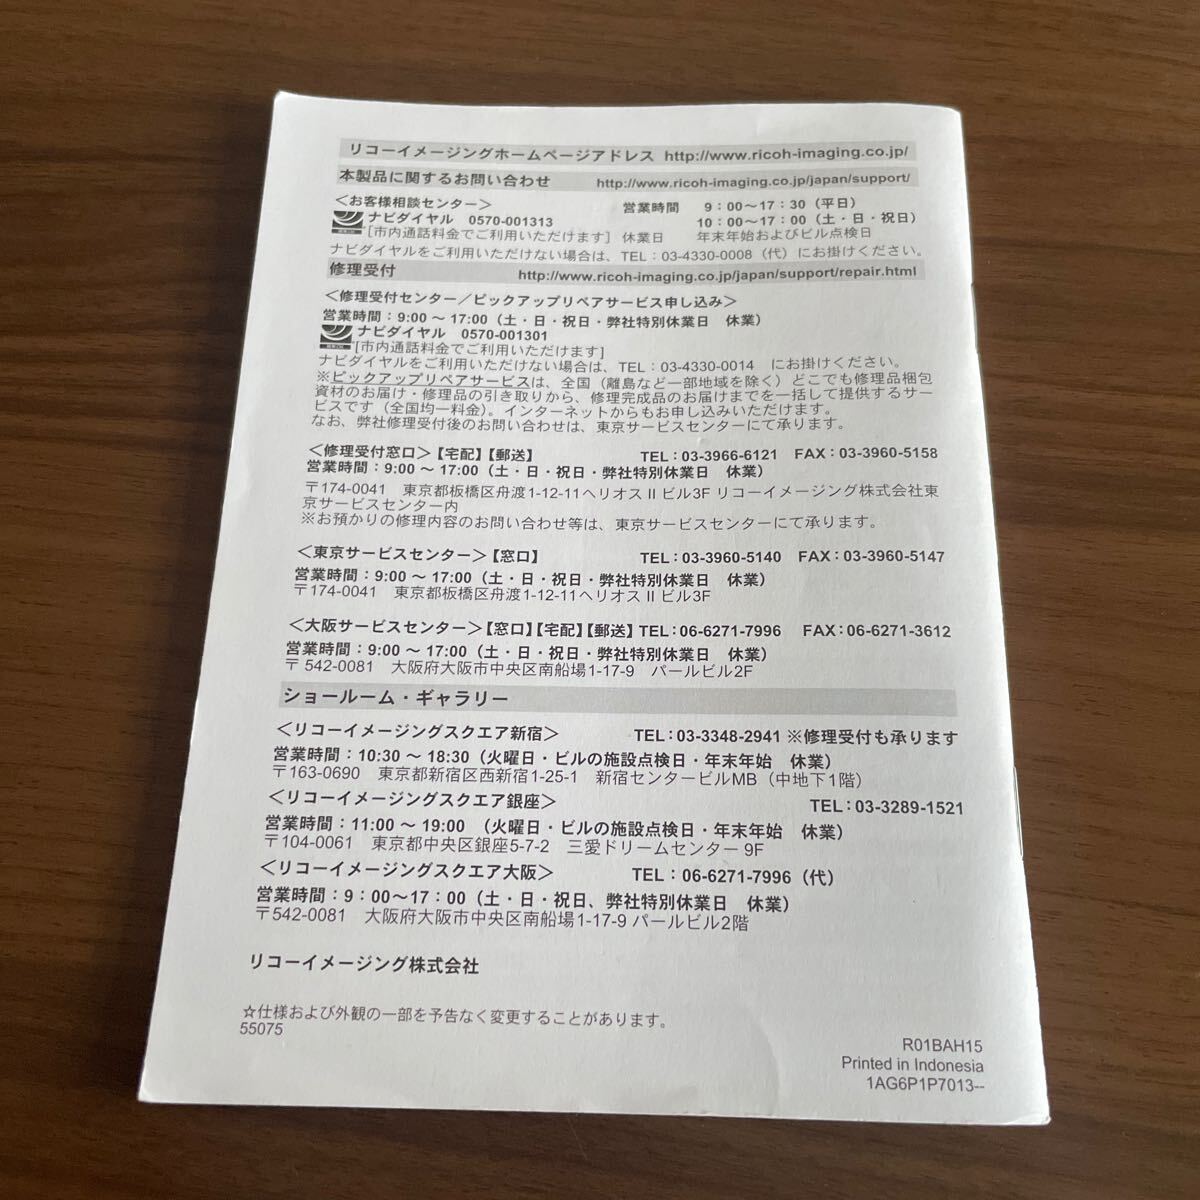 リコーイメージングホームページアドレス http://www.ricoh-imaging.co.jp/
本製品に関するお問い合わせ http://www.ricoh-imaging.co.jp/japan/support/
＜お客様相談センター＞ 営業時間 9：00～17：30（平日）
ナビダイヤル 0570-001313 10：00～17：00（土・日・祝日）
[市内通話料金でご利用いただけます] 休業日 年末年始およびビル点検日
ナビダイヤルをご利用いただけない場合は、TEL：03-4330-0008（代）にお掛けください。
修理受付 http://www.ricoh-imaging.co.jp/japan/support/repair.html
＜修理受付センター／ピックアップリペアサービス申し込み＞
営業時間：9:00 ～ 17:00（土・日・祝日・弊社特別休業日 休業）
ナビダイヤル 0570-001301
[市内通話料金でご利用いただけます]
ナビダイヤルをご利用いただけない場合は、TEL：03-4330-0014 にお掛けください。
※ピックアップリペアサービスは、全国（離島など一部地域を除く）どこでも修理品梱包
資材のお届け・修理品の引き取りから、修理完成品のお届けまでを一括して提供するサー
ビスです（全国均一料金）。インターネットからもお申し込みいただけます。
なお、弊社修理受付後のお問い合わせは、東京サービスセンターにて承ります。
＜修理受付窓口＞【宅配】【郵送】 TEL：03-3966-6121 FAX：03-3960-5158
営業時間：9:00 ～ 17:00（土・日・祝日・弊社特別休業日 休業）
〒174-0041 東京都板橋区舟渡1-12-11ヘリオス II ビル3F リコーイメージング株式会社東
京サービスセンター内
※お預かりの修理内容のお問い合わせ等は、東京サービスセンターにて承ります。
＜東京サービスセンター＞【窓口】 TEL：03-3960-5140 FAX：03-3960-5147
営業時間：9:00 ～ 17:00（土・日・祝日・弊社特別休業日 休業）
〒174-0041 東京都板橋区舟渡1-12-11ヘリオス II ビル3F
＜大阪サービスセンター＞【窓口】【宅配】【郵送】 TEL：06-6271-7996 FAX：06-6271-3612
営業時間：9:00 ～ 17:00（土・日・祝日・弊社特別休業日 休業）
〒 542-0081 大阪府大阪市中央区南船場1-17-9 パールビル2F
ショールーム・ギャラリー
＜リコーイメージングスクエア新宿＞ TEL：03-3348-2941 ※修理受付も承ります
営業時間：10:30 ～ 18:30（火曜日・ビルの施設点検日・年末年始 休業）
〒163-0690 東京都新宿区西新宿1-25-1 新宿センタービルMB（中地下1階）
＜リコーイメージングスクエア銀座＞ TEL：03-3289-1521
営業時間：11:00 ～ 19:00 （火曜日・ビルの施設点検日・年末年始 休業）
〒104-0061 東京都中央区銀座5-7-2 三愛ドリームセンター 9F
＜リコーイメージングスクエア大阪＞ TEL：06-6271-7996（代）
営業時間：9：00～17：00（土・日・祝日、弊社特別休業日 休業）
〒542-0081 大阪府大阪市中央区南船場1-17-9 パールビル2階
リコーイメージング株式会社
☆仕様および外観の一部を予告なく変更することがあります。
55075
R01BAH15
Printed in Indonesia
1AG6P1P7013--